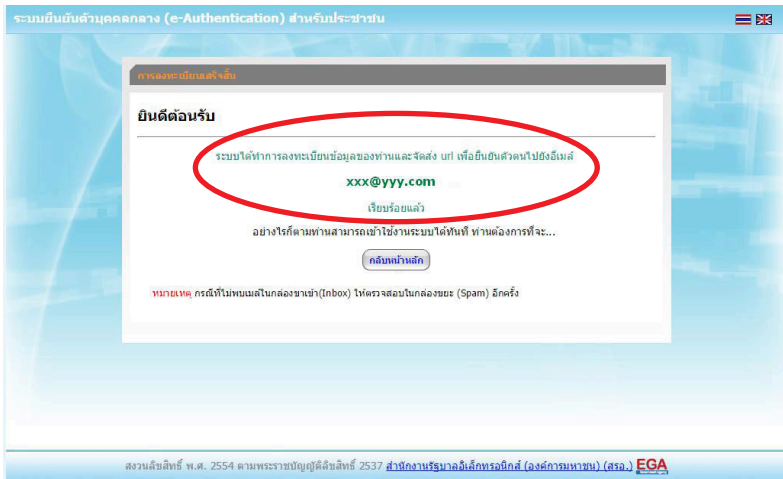 ระบบยืนยันตัวบุคคลกลาง (e-Authentication) สำหรับประชาชน
การลงทะเบียนเสร็จสิ้น
ยินดีต้อนรับ
ระบบได้ทำการลงทะเบียนข้อมูลของท่านและจัดส่ง url เพื่อยืนยันตัวตนไปยังอีเมล์
xxx@yyy.com
เรียบร้อยแล้ว
อย่างไรก็ตามท่านสามารถเข้าใช้งานระบบได้ทันที ท่านต้องการที่จะ...
กลับหน้าหลัก
หมายเหตุ กรณีที่ไม่พบเมล์ในกล่องขาเข้า(Inbox) ให้ตรวจสอบในกล่องขยะ (Spam) อีกครั้ง
สงวนลิขสิทธิ์ พ.ศ. 2554 ตามพระราชบัญญัติลิขสิทธิ์ 2537 สำนักงานรัฐบาลอิเล็กทรอนิกส์ (องค์การมหาชน) (สรอ.) EGA